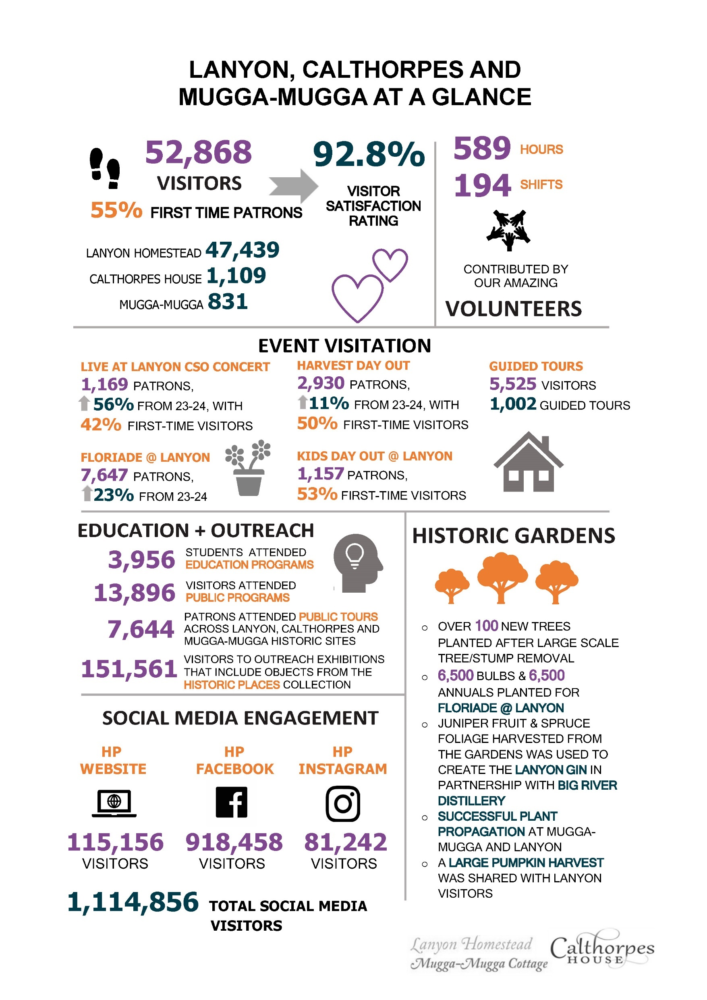 LANYON, CALTHORPES AND
MUGGA-MUGGA AT A GLANCE
52,868
VISITORS
55% FIRST TIME PATRONS
LANYON HOMESTEAD 47,439
CALTHORPES HOUSE 1,109
MUGGA-MUGGA 831
92.8%
VISITOR
SATISFACTION
RATING
589 HOURS
194 SHIFTS
CONTRIBUTED BY
OUR AMAZING
VOLUNTEERS
EVENT VISITATION
LIVE AT LANYON CSO CONCERT
1,169 PATRONS,
56% FROM 23-24, WITH
42% FIRST-TIME VISITORS
HARVEST DAY OUT
2,930 PATRONS,
11% FROM 23-24, WITH
50% FIRST-TIME VISITORS
GUIDED TOURS
5,525 VISITORS
1,002 GUIDED TOURS
FLORIADE @ LANYON
7,647 PATRONS,
23% FROM 23-24
KIDS DAY OUT @ LANYON
1,157 PATRONS,
53% FIRST-TIME VISITORS
EDUCATION + OUTREACH
3,956 STUDENTS ATTENDED
EDUCATION PROGRAMS
13,896 VISITORS ATTENDED
PUBLIC PROGRAMS
7,644 PATRONS ATTENDED PUBLIC TOURS
ACROSS LANYON, CALTHORPES AND
MUGGA-MUGGA HISTORIC SITES
151,561 VISITORS TO OUTREACH EXHIBITIONS
THAT INCLUDE OBJECTS FROM THE
HISTORIC PLACES COLLECTION
SOCIAL MEDIA ENGAGEMENT
HP
WEBSITE
115,156
VISITORS
HP
FACEBOOK
918,458
VISITORS
HP
INSTAGRAM
81,242
VISITORS
1,114,856 TOTAL SOCIAL MEDIA
VISITORS
HISTORIC GARDENS
○ OVER 100 NEW TREES
PLANTED AFTER LARGE SCALE
TREE/STUMP REMOVAL
○ 6,500 BULBS & 6,500
ANNUALS PLANTED FOR
FLORIADE @ LANYON
○ JUNIPER FRUIT & SPRUCE
FOLIAGE HARVESTED FROM
THE GARDENS WAS USED TO
CREATE THE LANYON GIN IN
PARTNERSHIP WITH BIG RIVER
DISTILLERY
○ SUCCESSFUL PLANT
PROPAGATION AT MUGGA-
MUGGA AND LANYON
○ A LARGE PUMPKIN HARVEST
WAS SHARED WITH LANYON
VISITORS
Lanyon Homestead
Mugga-Mugga Cottage
Calthorpes
HOUSE